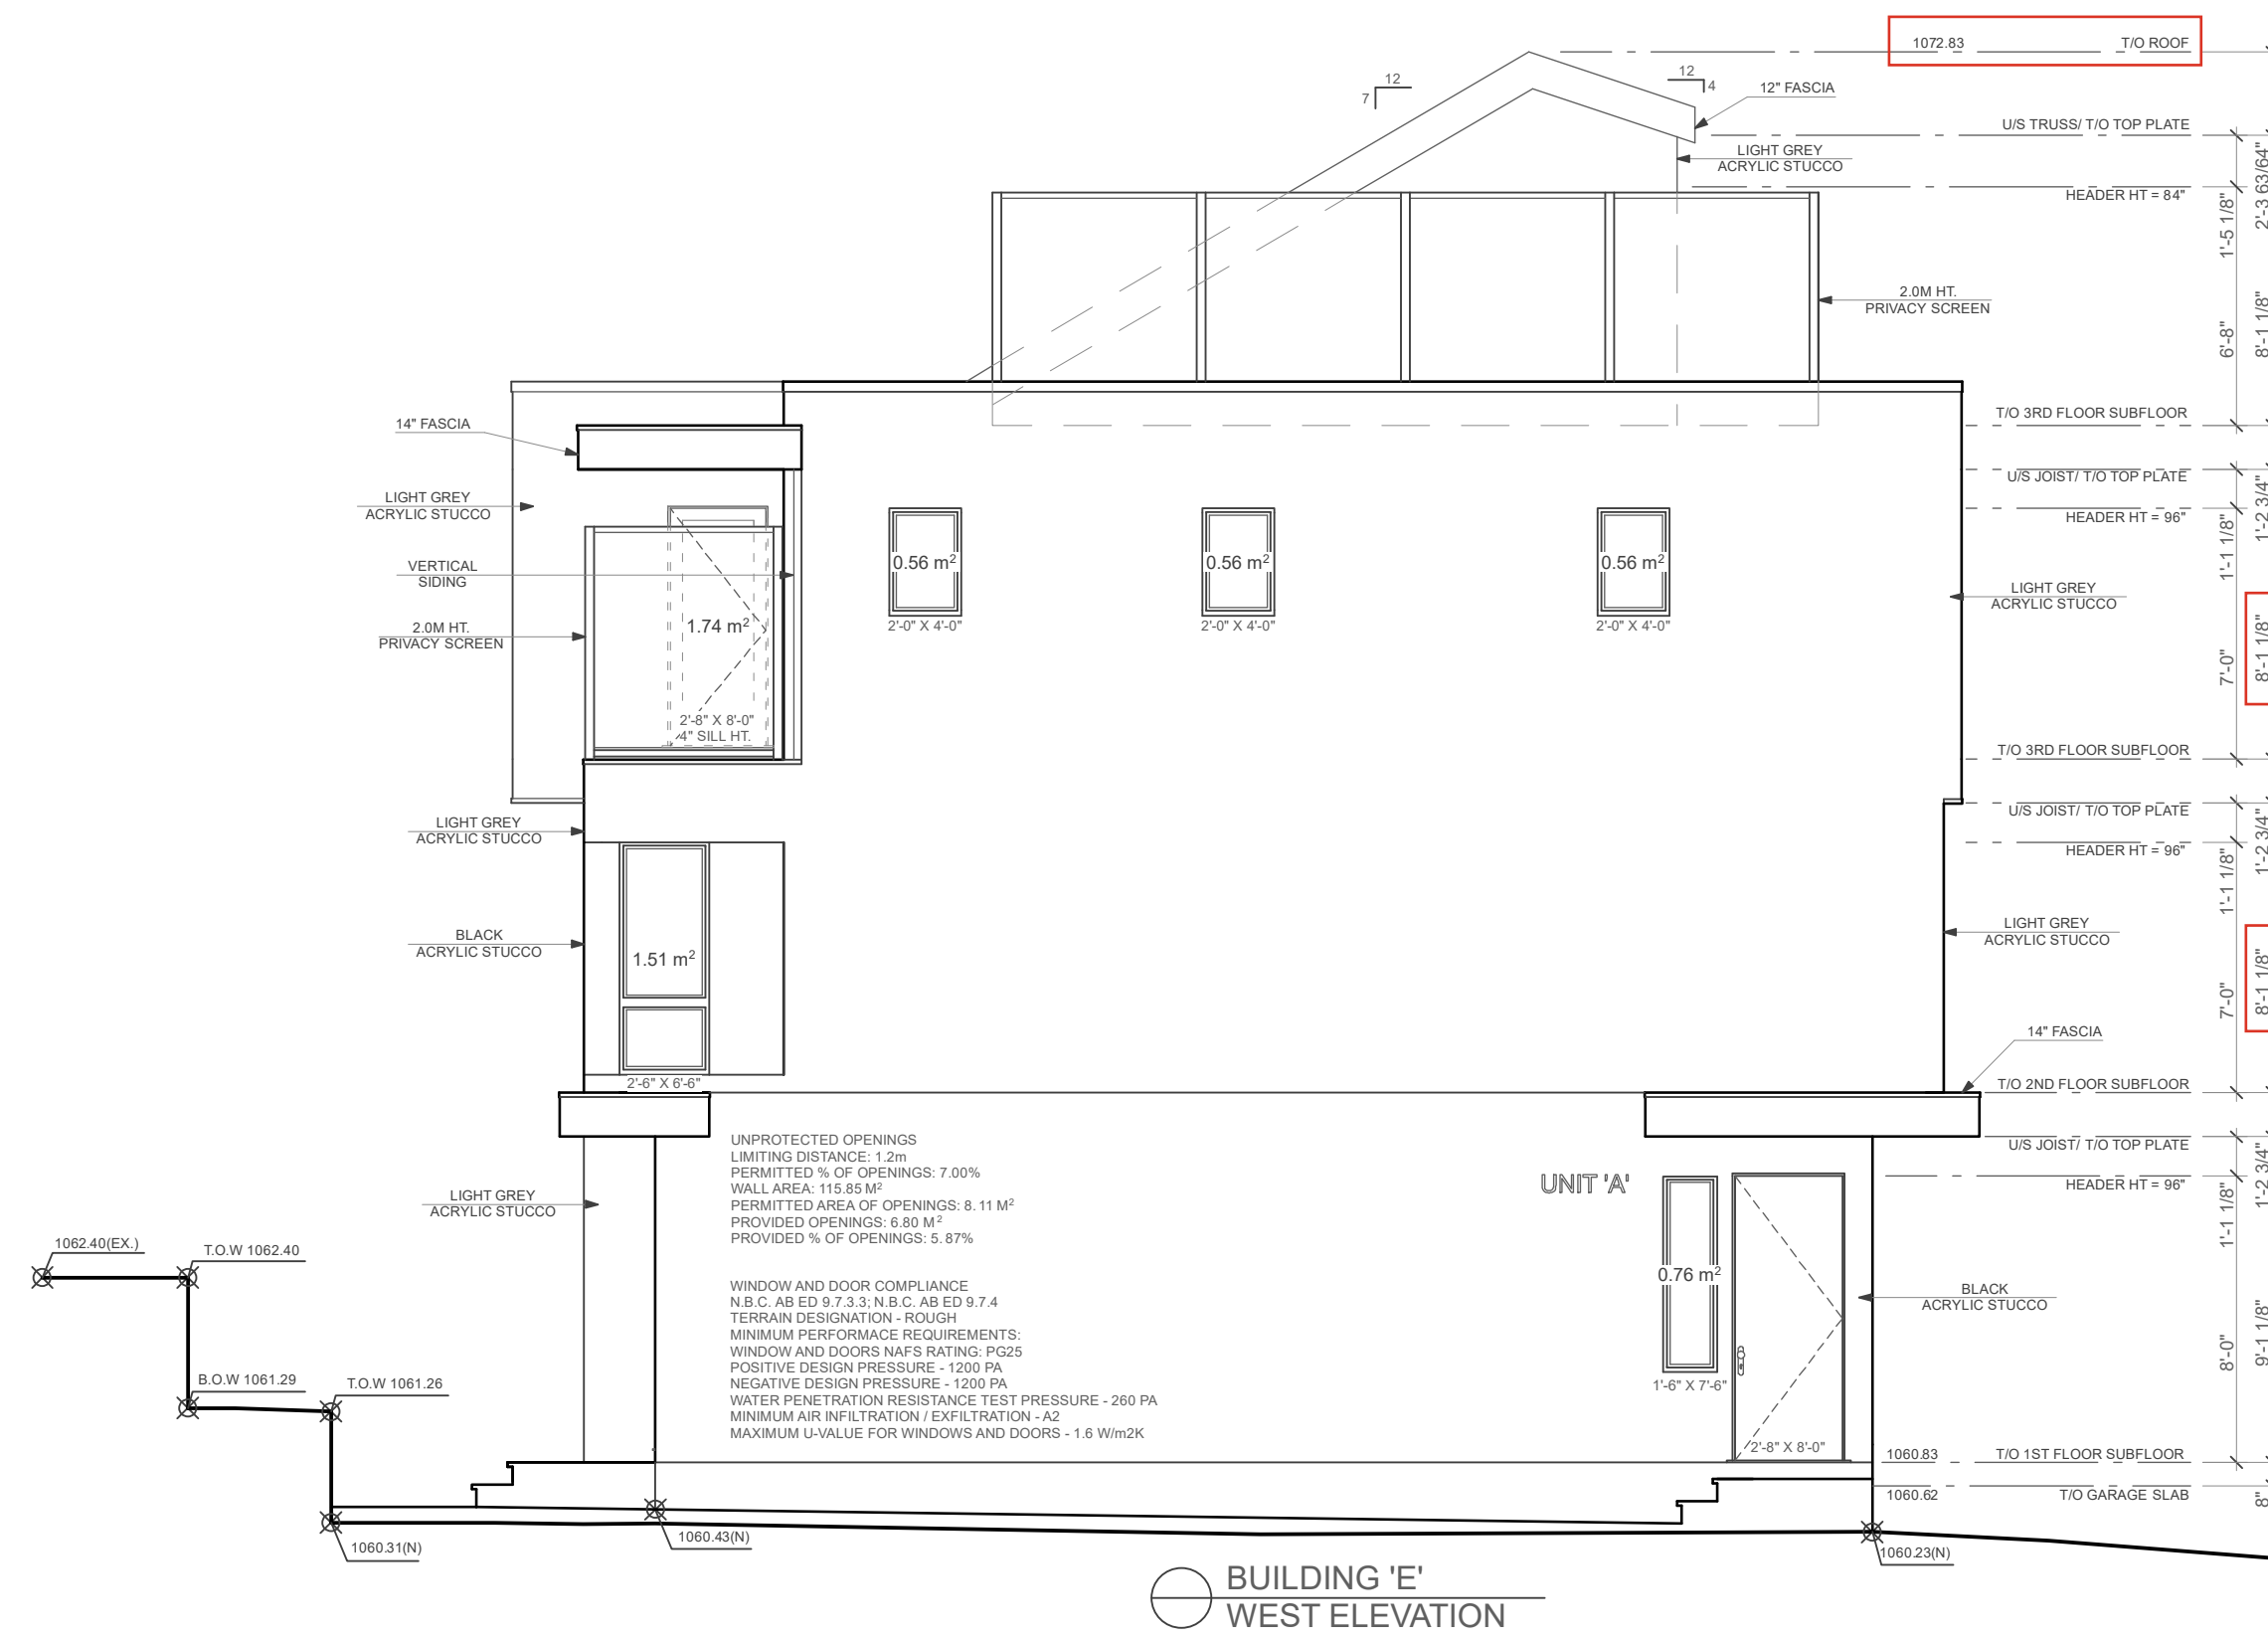 1072.83 T/O ROOF
12
7
12
4
12" FASCIA
U/S TRUSS/ T/O TOP PLATE
LIGHT GREY
ACRYLIC STUCCO
HEADER HT = 84"
1'-5 1/8"
2'-3 63/64"
2.0M HT.
PRIVACY SCREEN
6'-8"
8'-1 1/8"
T/O 3RD FLOOR SUBFLOOR
14" FASCIA
U/S JOIST/ T/O TOP PLATE
LIGHT GREY
ACRYLIC STUCCO
HEADER HT = 96"
1'-1 1/8"
1'-2 3/4"
0.56 m²
0.56 m²
0.56 m²
VERTICAL
SIDING
LIGHT GREY
ACRYLIC STUCCO
2'-0" X 4'-0"
2'-0" X 4'-0"
2'-0" X 4'-0"
1.74 m²
2.0M HT.
PRIVACY SCREEN
7'-0"
8'-1 1/8"
2'-8" X 8'-0"
4" SILL HT.
T/O 3RD FLOOR SUBFLOOR
U/S JOIST/ T/O TOP PLATE
LIGHT GREY
ACRYLIC STUCCO
HEADER HT = 96"
1'-1 1/8"
1'-2 3/4"
BLACK
ACRYLIC STUCCO
1.51 m²
LIGHT GREY
ACRYLIC STUCCO
7'-0"
8'-1 1/8"
14" FASCIA
2'-6" X 6'-6"
T/O 2ND FLOOR SUBFLOOR
UNPROTECTED OPENINGS
LIMITING DISTANCE: 1.2m
PERMITTED % OF OPENINGS: 7.00%
WALL AREA: 115.85 M²
PERMITTED AREA OF OPENINGS: 8.11 M²
PROVIDED OPENINGS: 6.80 M²
PROVIDED % OF OPENINGS: 5.87%
U/S JOIST/ T/O TOP PLATE
HEADER HT = 96"
1'-1 1/8"
1'-2 3/4"
UNIT 'A'
LIGHT GREY
ACRYLIC STUCCO
1062.40(EX.)
T.O.W 1062.40
WINDOW AND DOOR COMPLIANCE
N.B.C. AB ED 9.7.3.3; N.B.C. AB ED 9.7.4
TERRAIN DESIGNATION - ROUGH
MINIMUM PERFORMACE REQUIREMENTS:
WINDOW AND DOORS NAFS RATING: PG25
POSITIVE DESIGN PRESSURE - 1200 PA
NEGATIVE DESIGN PRESSURE - 1200 PA
WATER PENETRATION RESISTANCE TEST PRESSURE - 260 PA
MINIMUM AIR INFILTRATION / EXFILTRATION - A2
MAXIMUM U-VALUE FOR WINDOWS AND DOORS - 1.6 W/m2K
0.76 m²
BLACK
ACRYLIC STUCCO
8'-0"
9'-1 1/8"
B.O.W 1061.29
T.O.W 1061.26
1'-6" X 7'-6"
2'-8" X 8'-0"
1060.83 T/O 1ST FLOOR SUBFLOOR
1060.62 T/O GARAGE SLAB
8"
1060.31(N)
1060.43(N)
1060.23(N)
BUILDING 'E'
WEST ELEVATION